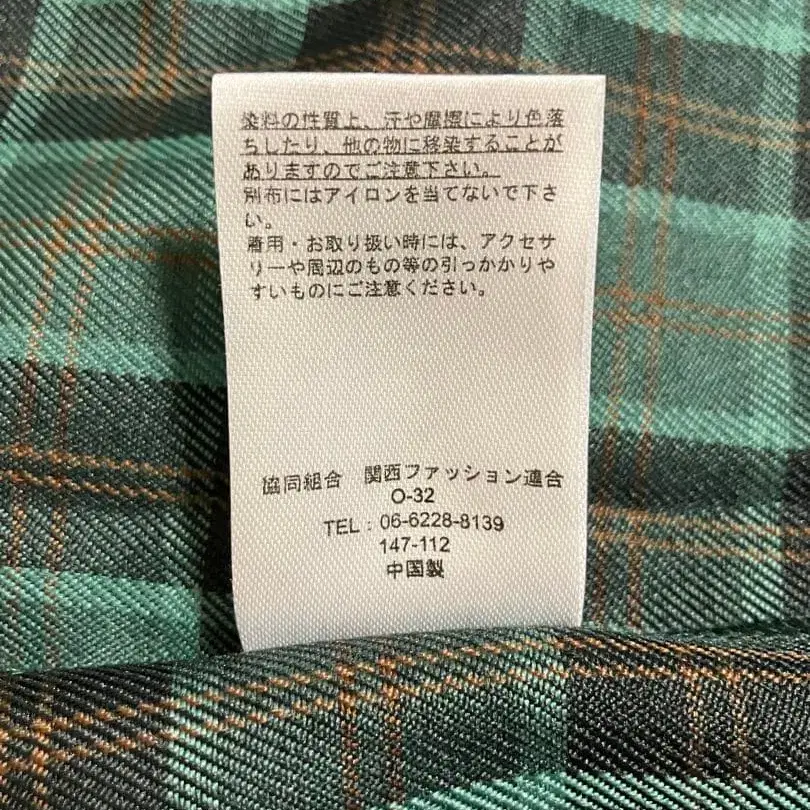 染料の性質上、汗や摩擦により色落
ちしたり、他の物に移染することが
ありますのでご注意下さい。
別布にはアイロンを当てないで下さ
い。
着用・お取り扱い時には、アクセサ
リーや周辺のもの等の引っかかりや
すいものにご注意ください。
協同組合　関西ファッション連合
O-32
TEL：06-6228-8139
147-112
中国製